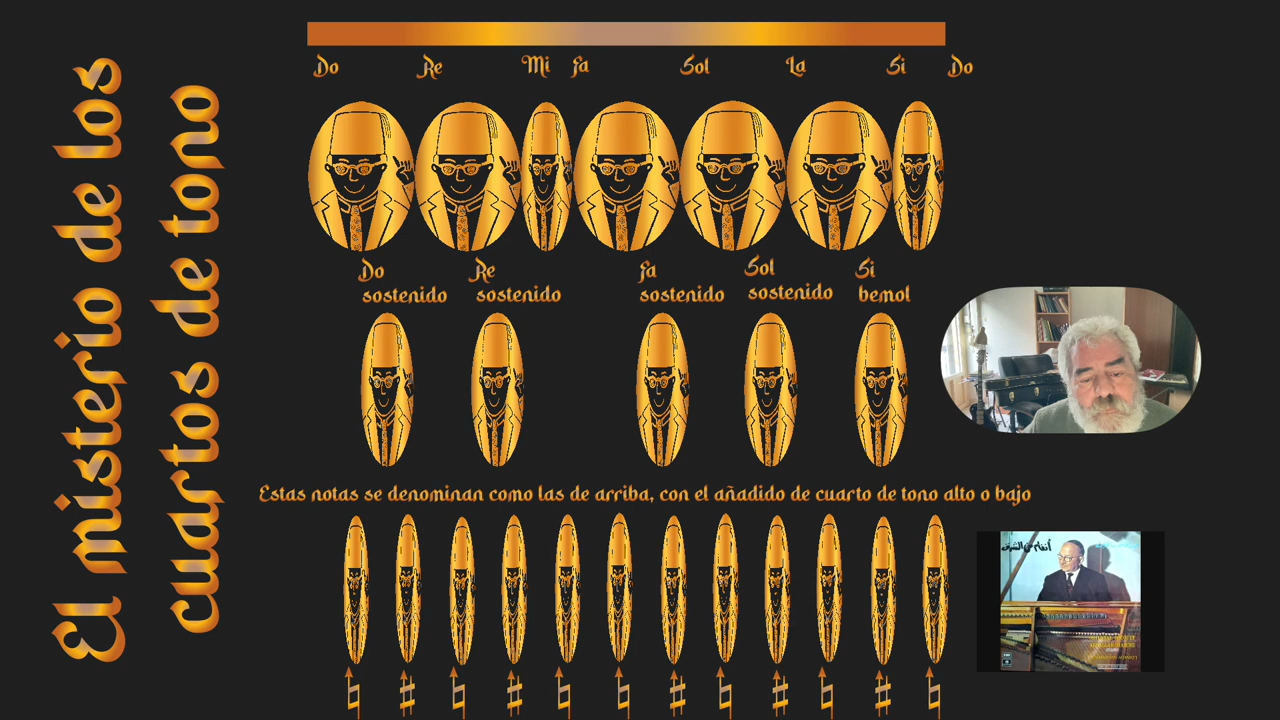 El misterio de los
cuartos de tono
Do Re Mi fa Sol La Si Do
Do sostenido
Re sostenido
fa sostenido
Sol sostenido
Si bemol
Estas notas se denominan como las de arriba, con el añadido de cuarto de tono alto o bajo